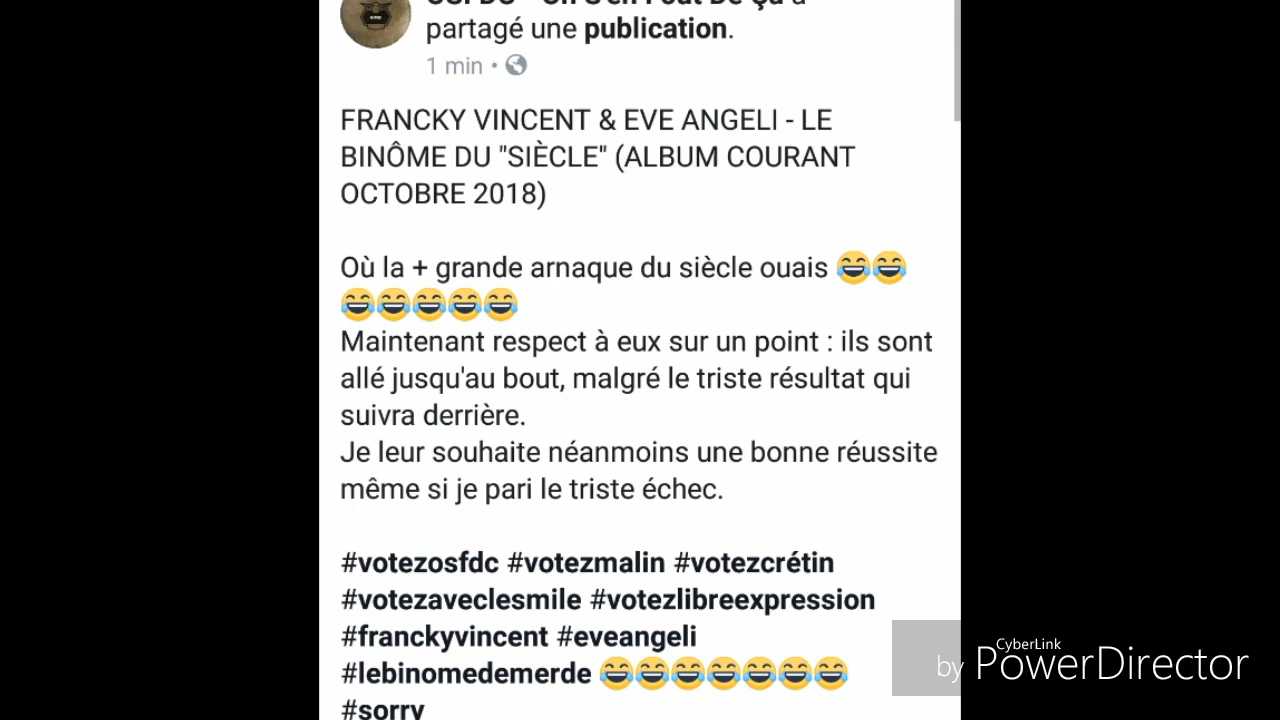 partagé une publication.
1 min •
FRANCKY VINCENT & EVE ANGELI - LE
BINÔME DU "SIÈCLE" (ALBUM COURANT
OCTOBRE 2018)
Où la + grande arnaque du siècle ouais 😂😂
😂😂😂😂😂
Maintenant respect à eux sur un point : ils sont
allé jusqu'au bout, malgré le triste résultat qui
suivra derrière.
Je leur souhaite néanmoins une bonne réussite
même si je pari le triste échec.
#votezosfdc #votezmalin #votezcrétin
#votezaveclesmile #votezlibreexpression
#franckyvincent #eveangeli
#lebinomedemerde 😂😂😂😂😂😂😂
#sorry
by CyberLink PowerDirector